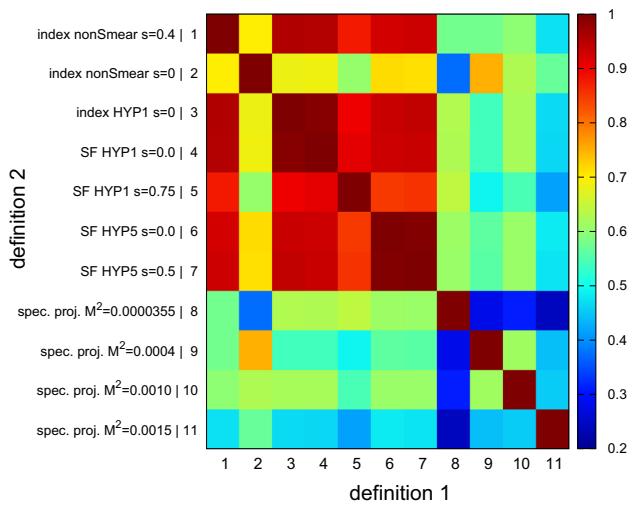 index nonSmear s=0.4 | 1
index nonSmear s=0 | 2
index HYP1 s=0 | 3
SF HYP1 s=0.0 | 4
SF HYP1 s=0.75 | 5
SF HYP5 s=0.0 | 6
SF HYP5 s=0.5 | 7
spec. proj. M²=0.0000355 | 8
spec. proj. M²=0.0004 | 9
spec. proj. M²=0.0010 | 10
spec. proj. M²=0.0015 | 11
definition 2
1 2 3 4 5 6 7 8 9 10 11
definition 1
1
0.9
0.8
0.7
0.6
0.5
0.4
0.3
0.2